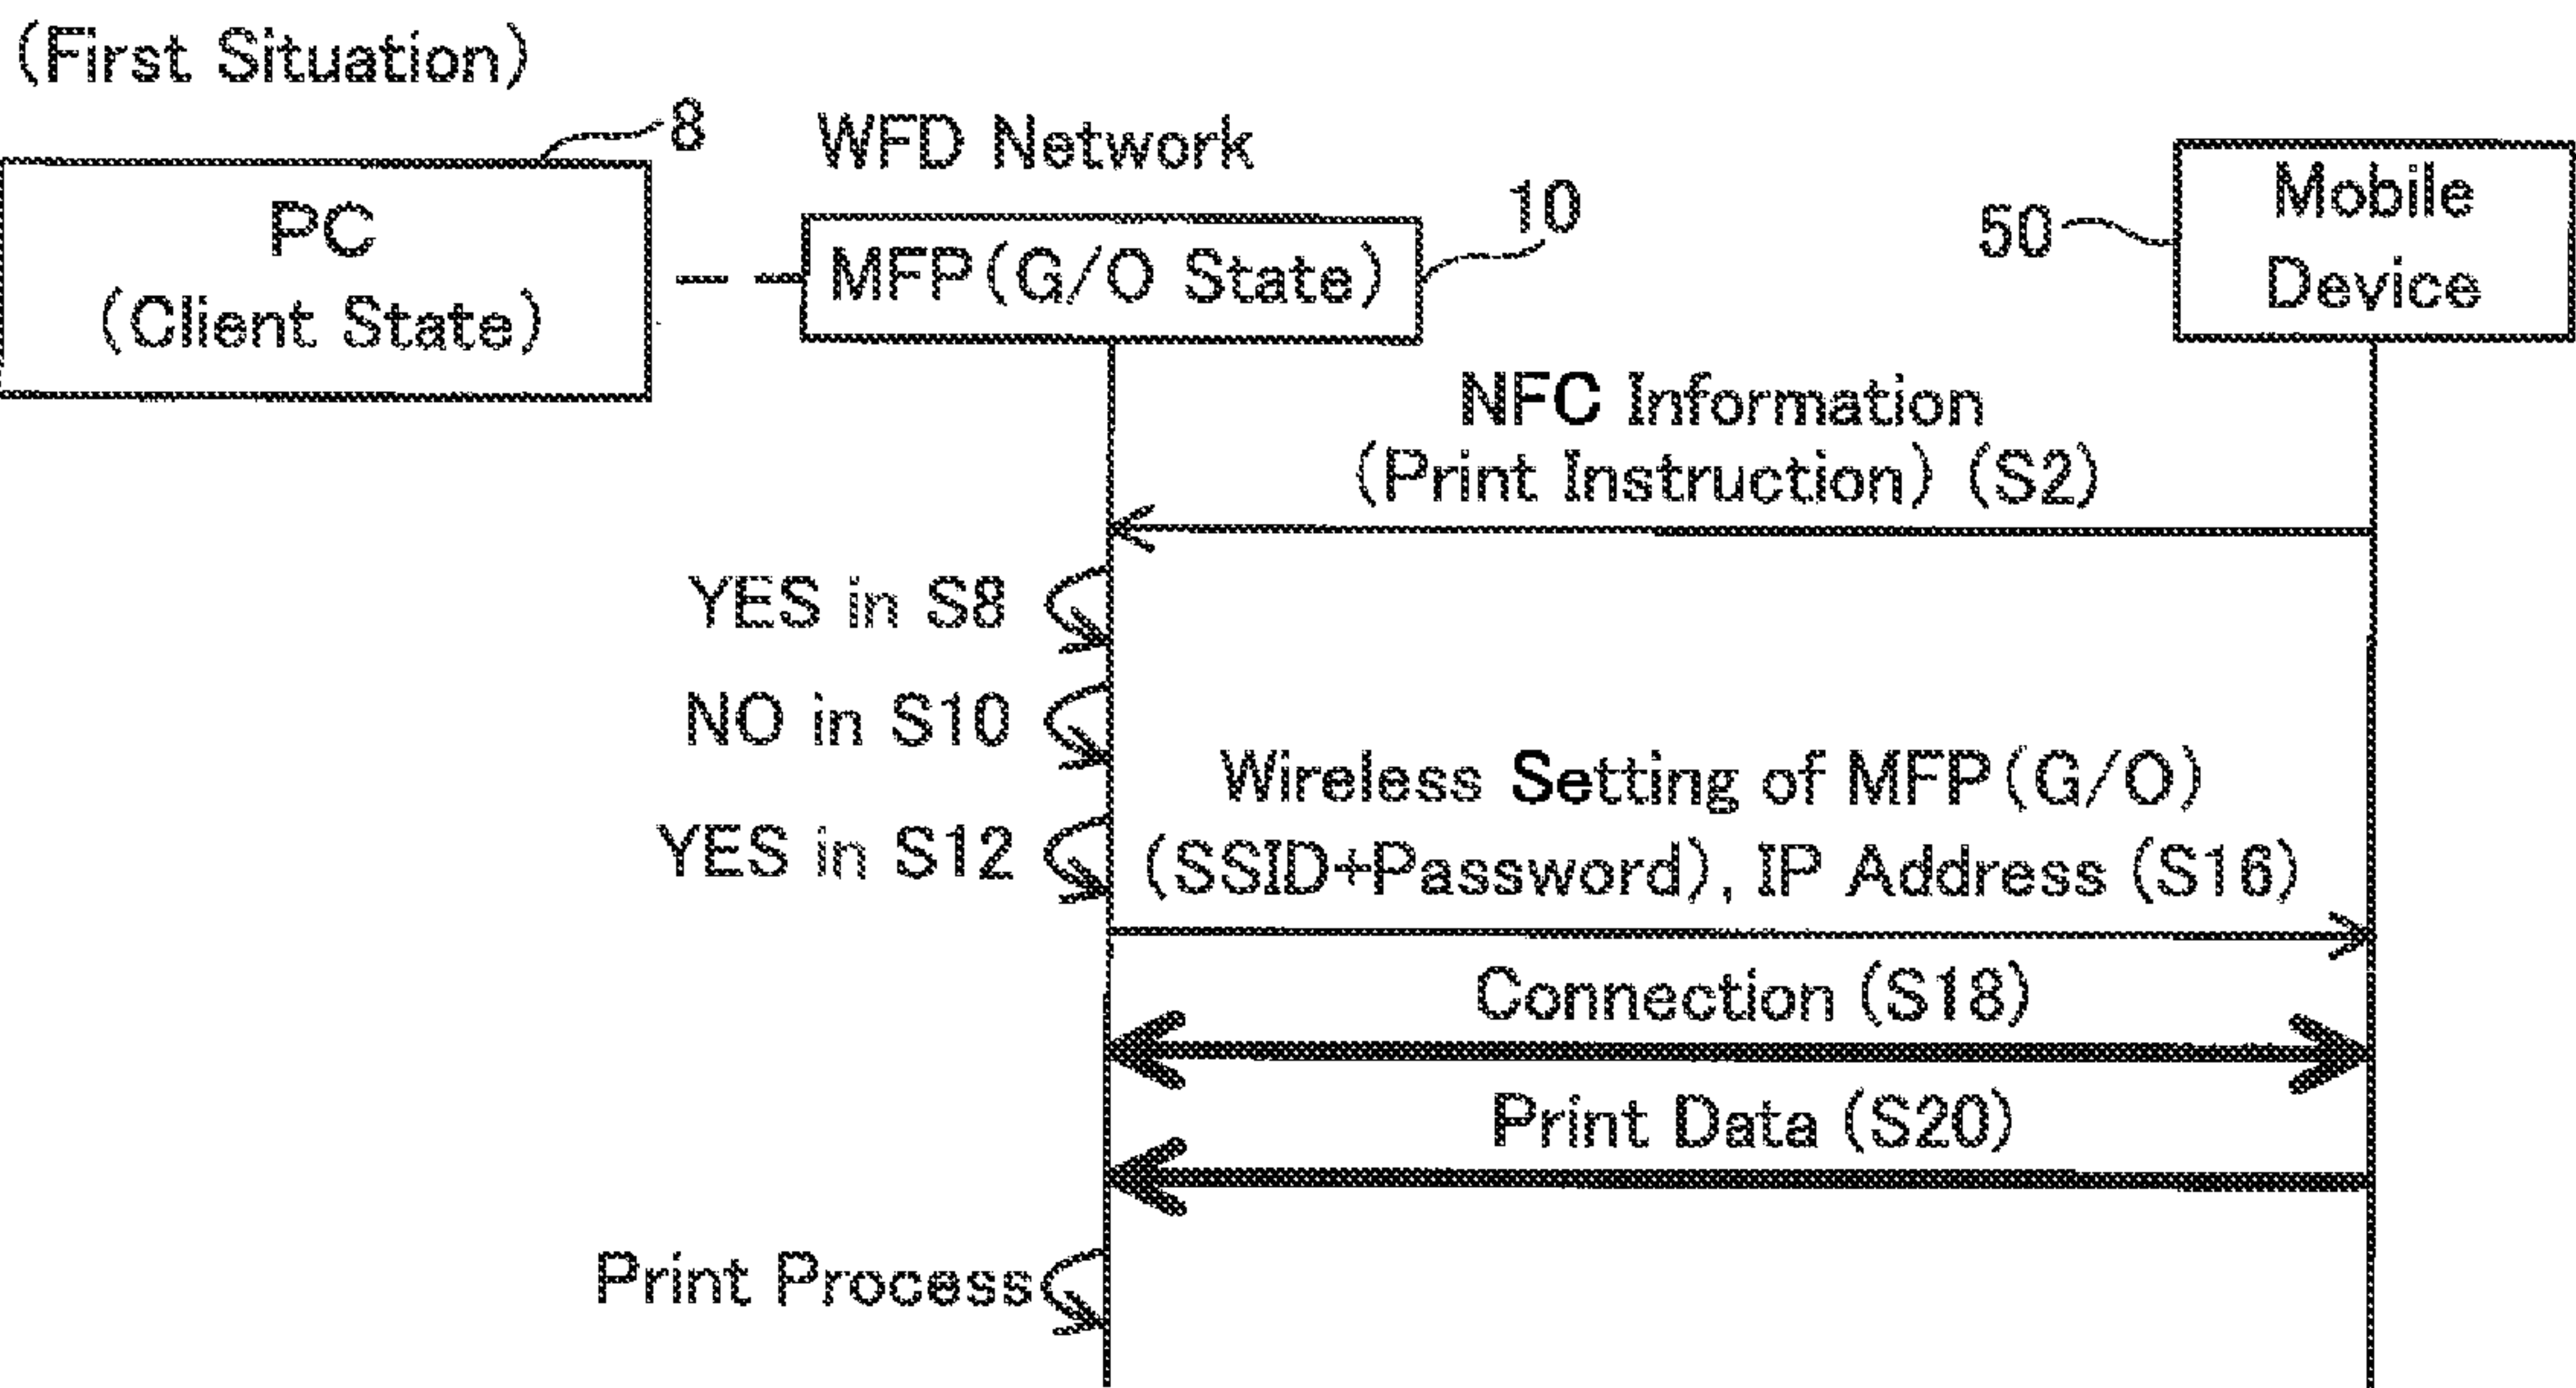 (First Situation)
8
WFD Network
PC
(Client State)
10
MFP(G/O State)
50
Mobile
Device
NFC Information
(Print Instruction) (S2)
YES in S8
NO in S10
Wireless Setting of MFP(G/O)
YES in S12
(SSID+Password), IP Address (S16)
Connection (S18)
Print Data (S20)
Print Process